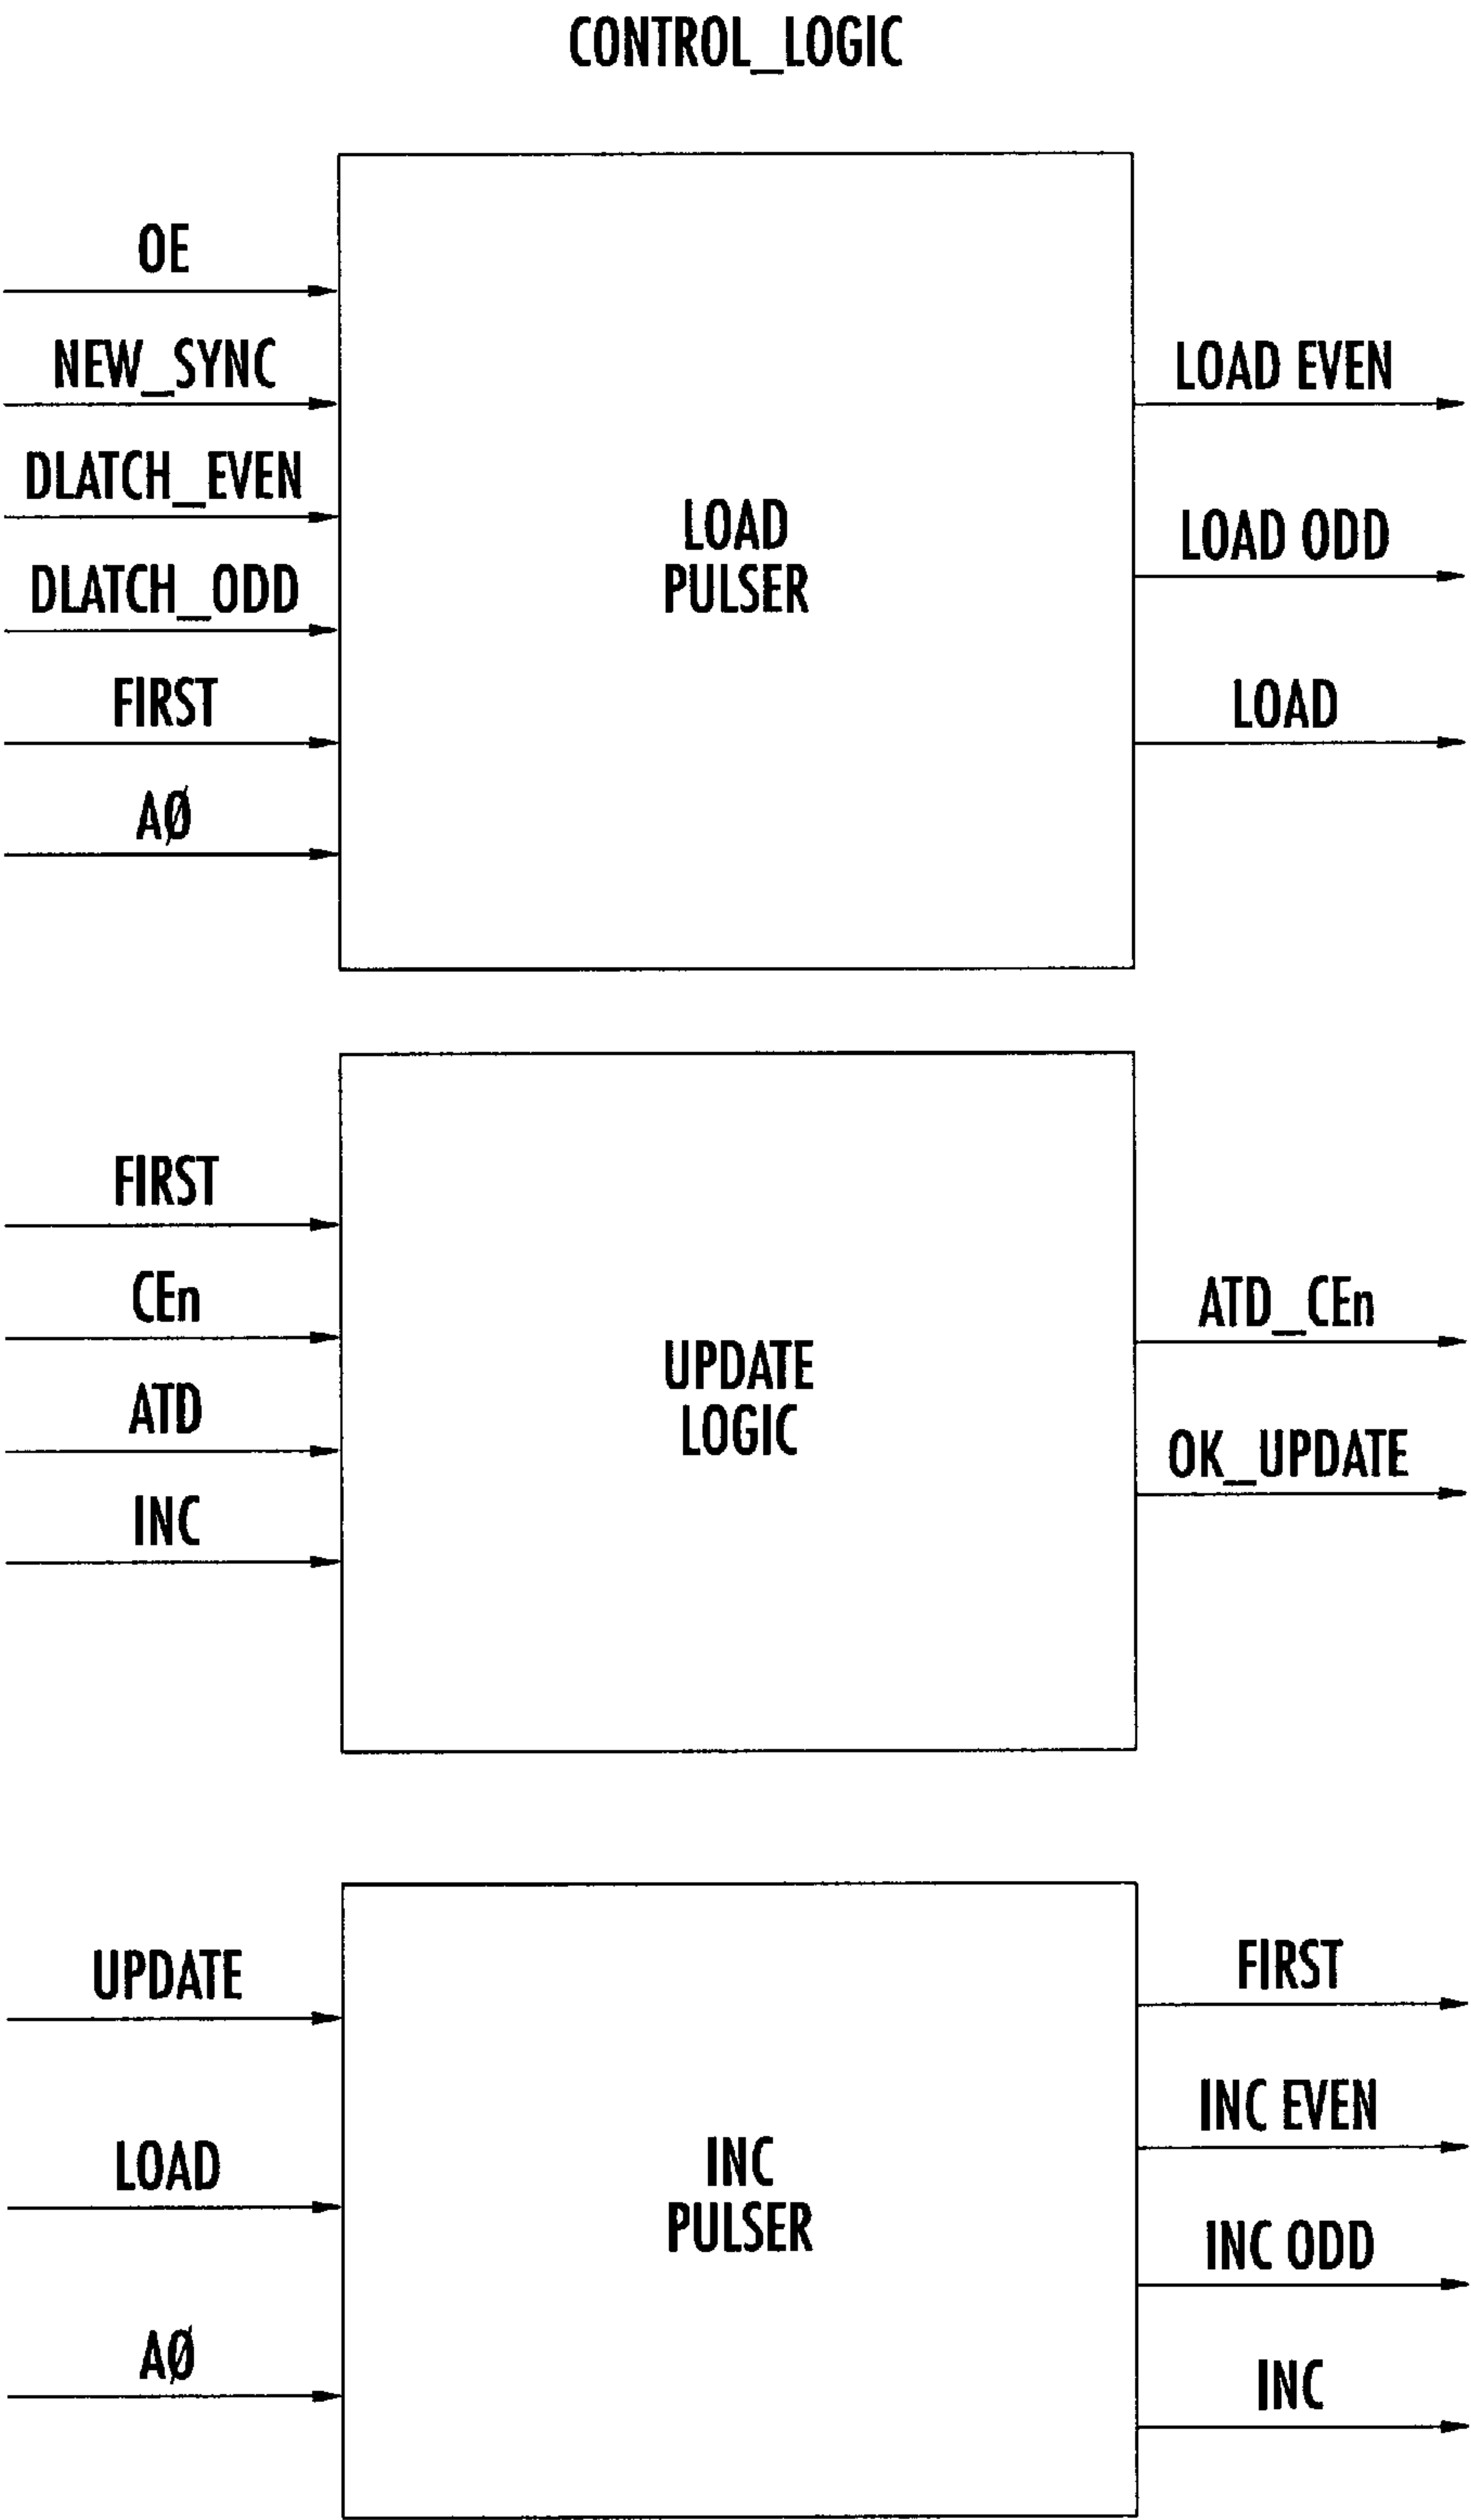 CONTROL_LOGIC
OE
NEW_SYNC
DLATCH_EVEN
DLATCH_ODD
FIRST
AØ
LOAD
PULSER
LOAD EVEN
LOAD ODD
LOAD
FIRST
CEn
ATD
INC
UPDATE
LOGIC
ATD_CEn
OK_UPDATE
UPDATE
LOAD
AØ
INC
PULSER
FIRST
INC EVEN
INC ODD
INC